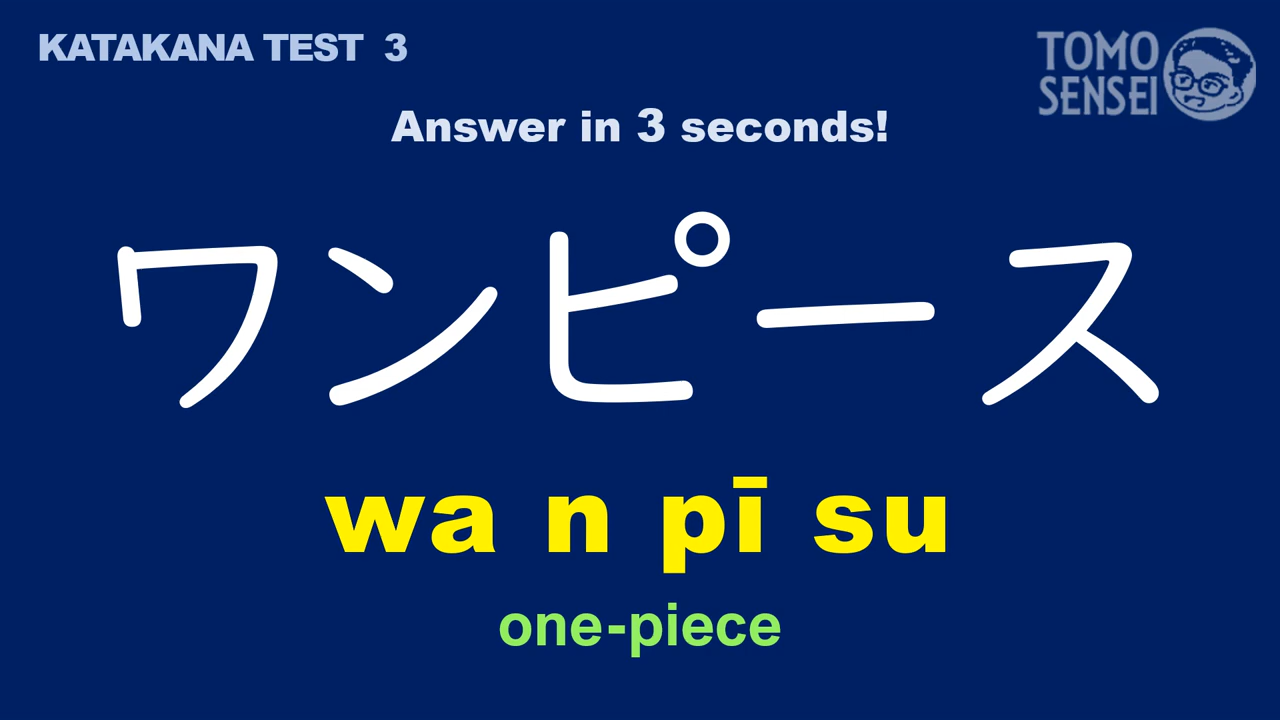 KATAKANA TEST 3
TOMO
SENSEI
Answer in 3 seconds!
ワンピース
wa n pī su
one-piece